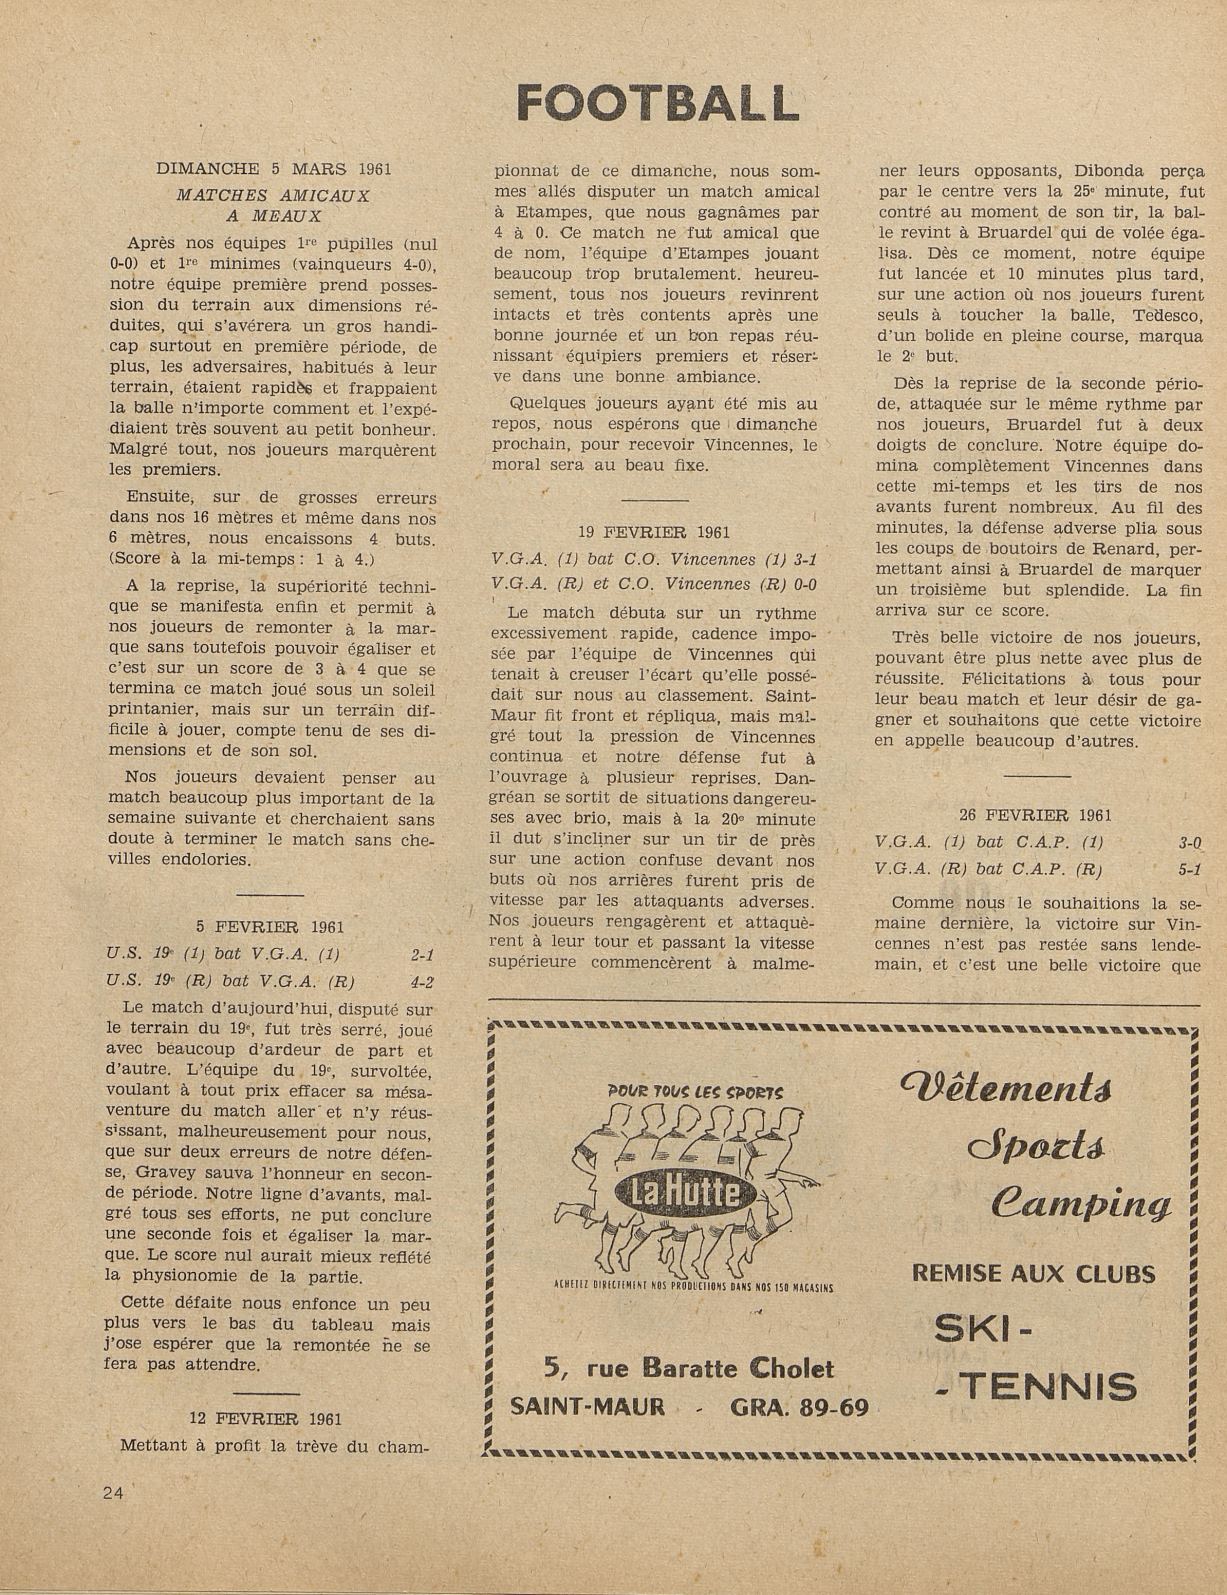 FOOTBALL
DIMANCHE 5 MARS 1961
MATCHES AMICAUX
A MEAUX
Après nos équipes 1re pupilles (nul
0-0) et 1re minimes (vainqueurs 4-0),
notre équipe première prend posses-
sion du terrain aux dimensions ré-
duites, qui s'avérera un gros handi-
cap surtout en première période, de
plus, les adversaires, habitués à leur
terrain, étaient rapidès et frappaient
la balle n'importe comment et l'expé-
diaient très souvent au petit bonheur.
Malgré tout, nos joueurs marquèrent
les premiers.
Ensuite, sur de grosses erreurs
dans nos 16 mètres et même dans nos
6 mètres, nous encaissons 4 buts.
(Score à la mi-temps : 1 à 4.)
A la reprise, la supériorité techni-
que se manifesta enfin et permit à
nos joueurs de remonter à la mar-
que sans toutefois pouvoir égaliser et
c'est sur un score de 3 à 4 que se
termina ce match joué sous un soleil
printanier, mais sur un terrain dif-
ficile à jouer, compte tenu de ses di-
mensions et de son sol.
Nos joueurs devaient penser au
match beaucoup plus important de la
semaine suivante et cherchaient sans
doute à terminer le match sans che-
villes endolories.
5 FEVRIER 1961
U.S. 19e (1) bat V.G.A. (1) 2-1
U.S. 19e (R) bat V.G.A. (R) 4-2
Le match d'aujourd'hui, disputé sur
le terrain du 19e, fut très serré, joué
avec beaucoup d'ardeur de part et
d'autre. L'équipe du 19e, survoltée,
voulant à tout prix effacer sa mésa-
venture du match aller et n'y réus-
sissant, malheureusement pour nous,
que sur deux erreurs de notre défen-
se, Gravey sauva l'honneur en secon-
de période. Notre ligne d'avants, mal-
gré tous ses efforts, ne put conclure
une seconde fois et égaliser la mar-
que. Le score nul aurait mieux reflété
la physionomie de la partie.
Cette défaite nous enfonce un peu
plus vers le bas du tableau mais
j'ose espérer que la remontée ne se
fera pas attendre.
12 FEVRIER 1961
Mettant à profit la trève du cham-
pionnat de ce dimanche, nous som-
mes allés disputer un match amical
à Etampes, que nous gagnâmes par
4 à 0. Ce match ne fut amical que
de nom, l'équipe d'Etampes jouant
beaucoup trop brutalement. heureu-
sement, tous nos joueurs revinrent
intacts et très contents après une
bonne journée et un bon repas réu-
nissant équipiers premiers et réser-
ve dans une bonne ambiance.
Quelques joueurs ayant été mis au
repos, nous espérons que dimanche
prochain, pour recevoir Vincennes, le
moral sera au beau fixe.
19 FEVRIER 1961
V.G.A. (1) bat C.O. Vincennes (1) 3-1
V.G.A. (R) et C.O. Vincennes (R) 0-0
Le match débuta sur un rythme
excessivement rapide, cadence impo-
sée par l'équipe de Vincennes qui
tenait à creuser l'écart qu'elle possé-
dait sur nous au classement. Saint-
Maur fit front et répliqua, mais mal-
gré tout la pression de Vincennes
continua et notre défense fut à
l'ouvrage à plusieur reprises. Dan-
gréan se sortit de situations dangereu-
ses avec brio, mais à la 20e minute
il dut s'incliner sur un tir de près
sur une action confuse devant nos
buts où nos arrières furent pris de
vitesse par les attaquants adverses.
Nos joueurs rengagèrent et attaquè-
rent à leur tour et passant la vitesse
supérieure commencèrent à malme-
ner leurs opposants, Dibonda perça
par le centre vers la 25e minute, fut
contré au moment de son tir, la bal-
le revint à Bruardel qui de volée éga-
lisa. Dès ce moment, notre équipe
fut lancée et 10 minutes plus tard,
sur une action où nos joueurs furent
seuls à toucher la balle, Tedesco,
d'un bolide en pleine course, marqua
le 2e but.
Dès la reprise de la seconde pério-
de, attaquée sur le même rythme par
nos joueurs, Bruardel fut à deux
doigts de conclure. Notre équipe do-
mina complètement Vincennes dans
cette mi-temps et les tirs de nos
avants furent nombreux. Au fil des
minutes, la défense adverse plia sous
les coups de boutoirs de Renard, per-
mettant ainsi à Bruardel de marquer
un troisième but splendide. La fin
arriva sur ce score.
Très belle victoire de nos joueurs,
pouvant être plus nette avec plus de
réussite. Félicitations à tous pour
leur beau match et leur désir de ga-
gner et souhaitons que cette victoire
en appelle beaucoup d'autres.
26 FEVRIER 1961
V.G.A. (1) bat C.A.P. (1) 3-0
V.G.A. (R) bat C.A.P. (R) 5-1
Comme nous le souhaitions la se-
maine dernière, la victoire sur Vin-
cennes n'est pas restée sans lende-
main, et c'est une belle victoire que
POUR TOUS LES SPORTS
La Hutte
ACHETEZ DIRECTEMENT NOS PRODUCTIONS DANS NOS 150 MAGASINS
5, rue Baratte Cholet
SAINT-MAUR - GRA. 89-69
Vêtements
Sports
Camping
REMISE AUX CLUBS
SKI -
- TENNIS
24